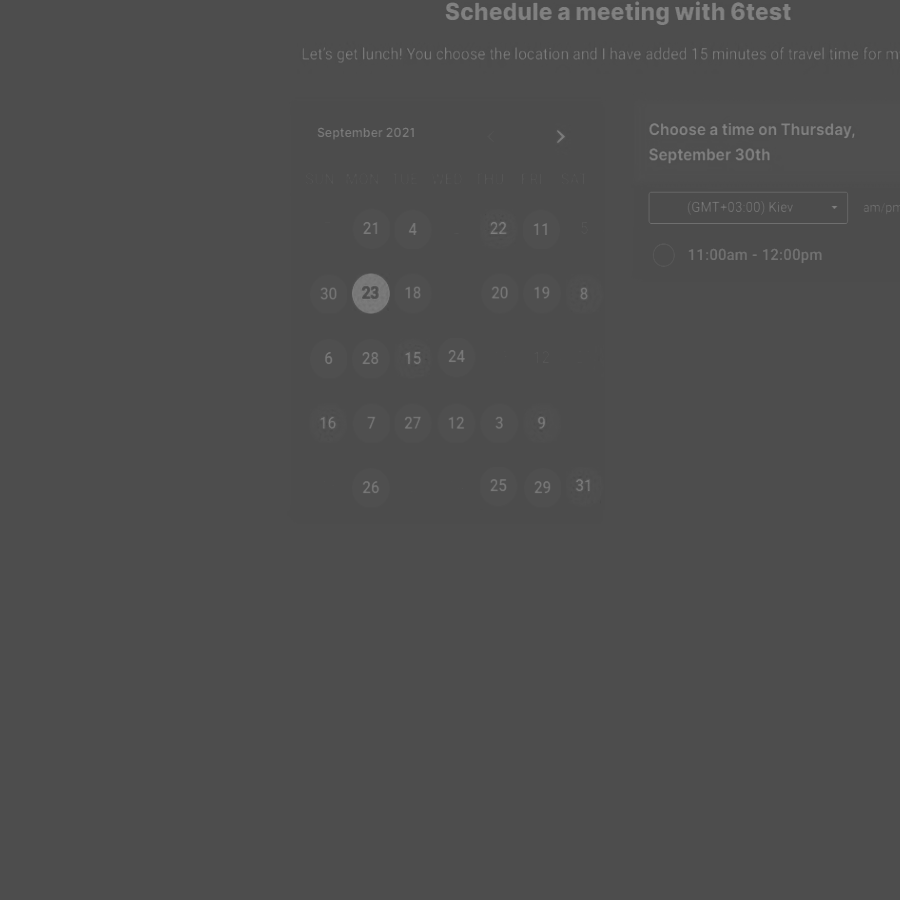 Schedule a meeting with 6test
Let's get lunch! You choose the location and I have added 15 minutes of travel time for m
September 2021
Choose a time on Thursday,
September 30th
SUN MON TUE WED TUE FRI SAT
(GMT+03:00) Kiev
am/pm
21 4 22 11
11:00am - 12:00pm
30 23 18 20 19 8
6 28 15 24 12
16 7 27 12 3 9
26 25 29 31